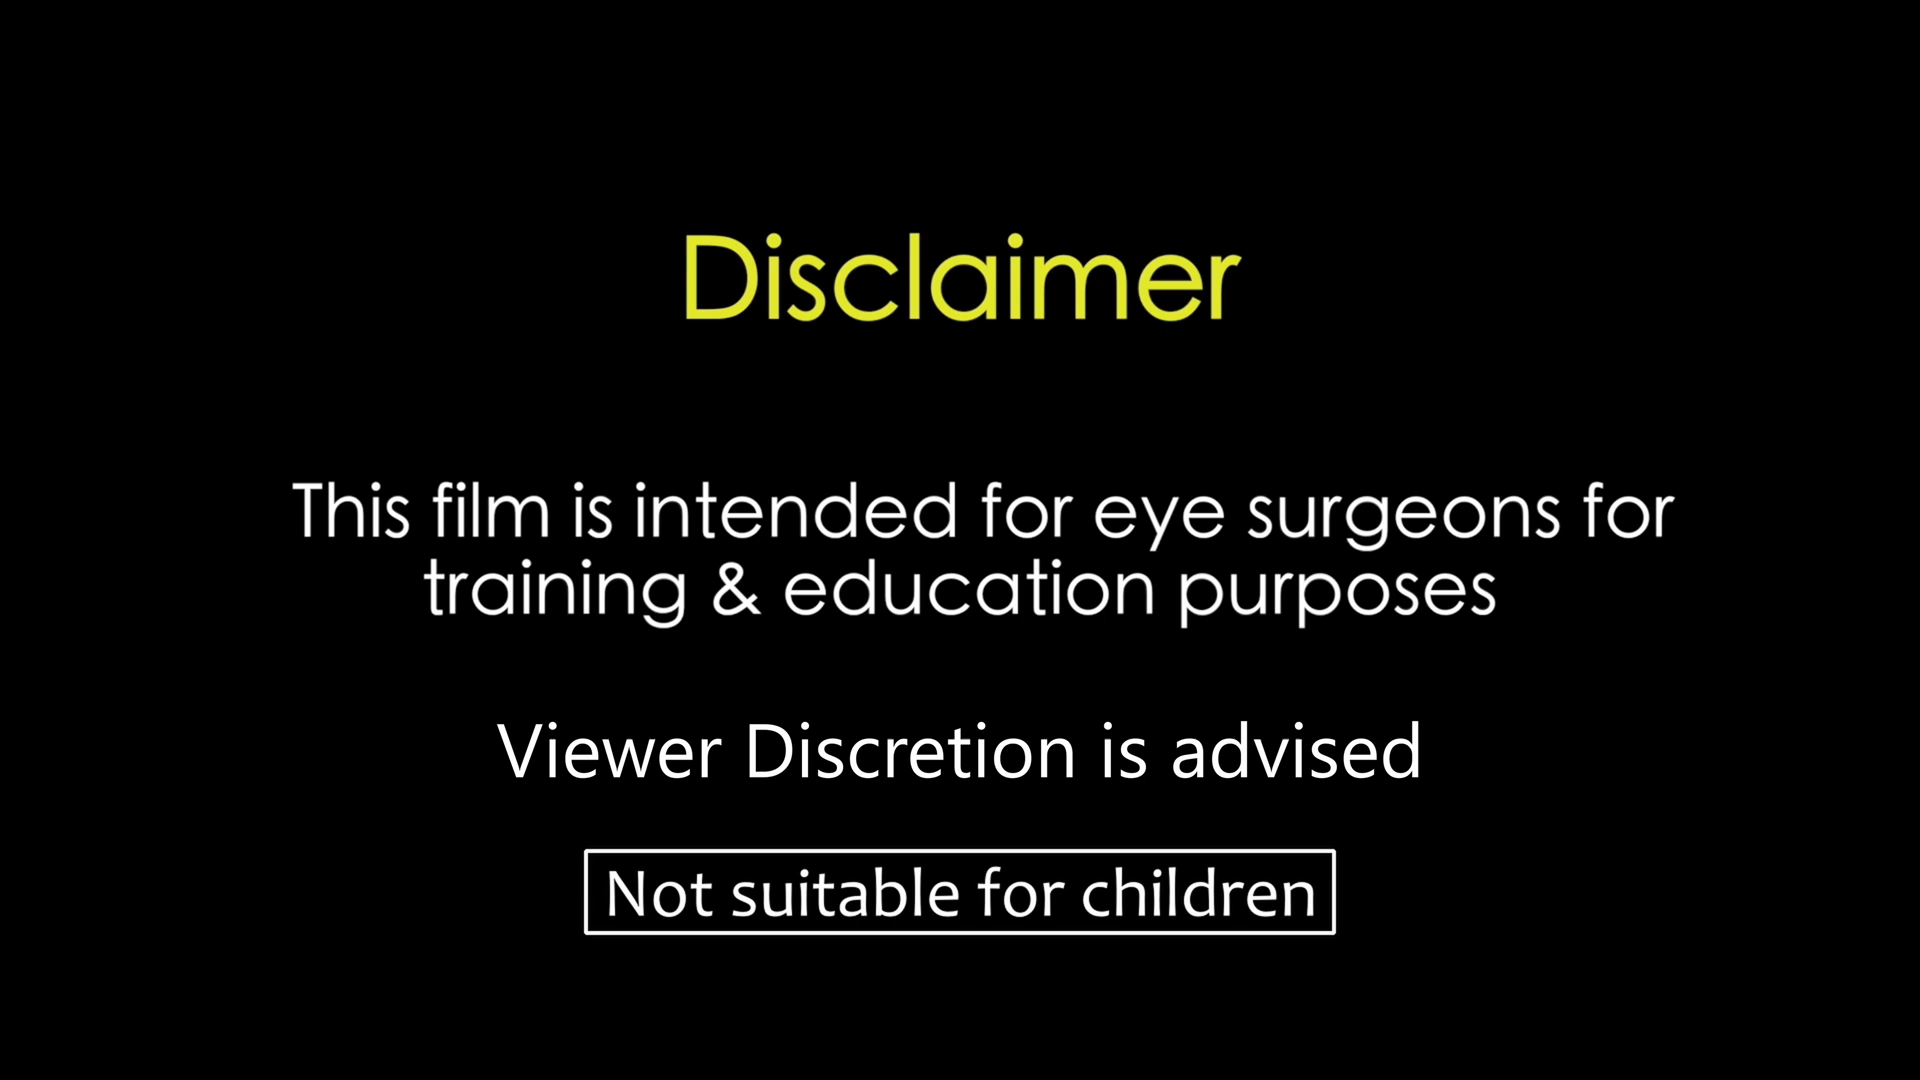 Disclaimer
This film is intended for eye surgeons for
training & education purposes
Viewer Discretion is advised
Not suitable for children